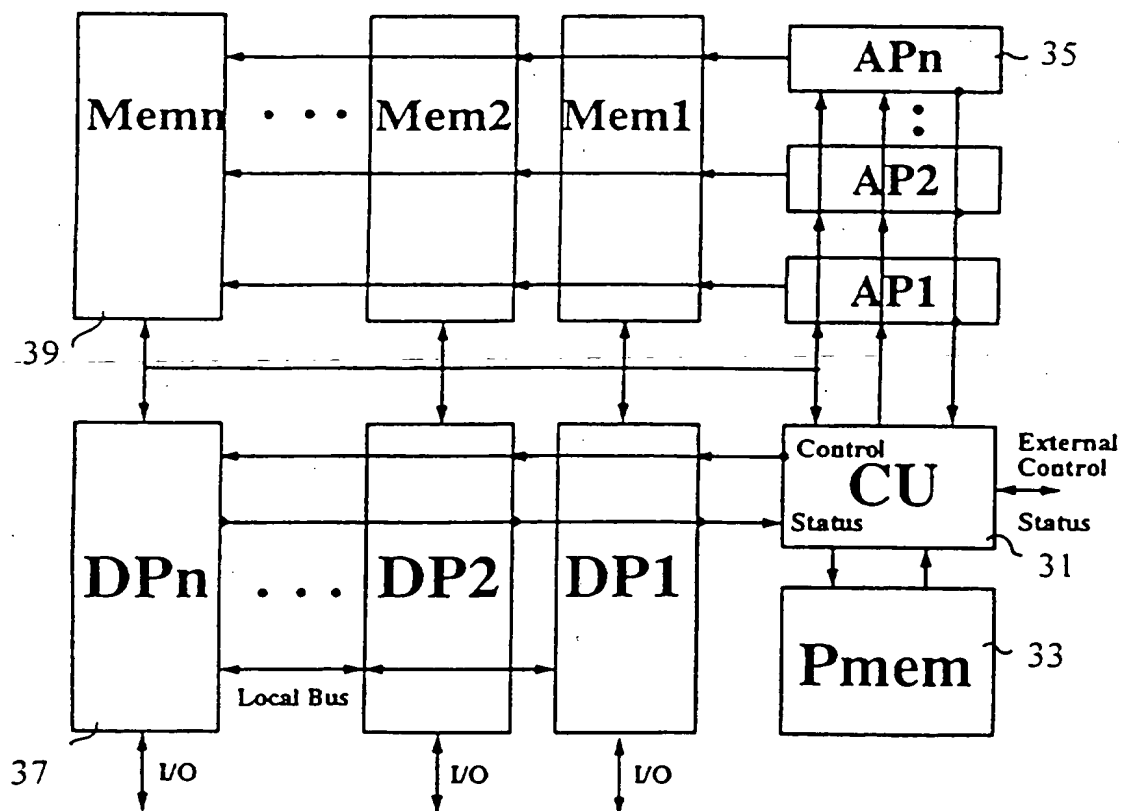 APn
35
Memn
Mem2
Mem1
AP2
AP1
39
Control
CU
External
Control
Status
Status
31
DPn
DP2
DP1
Pmem
33
Local Bus
37
I/O
I/O
I/O